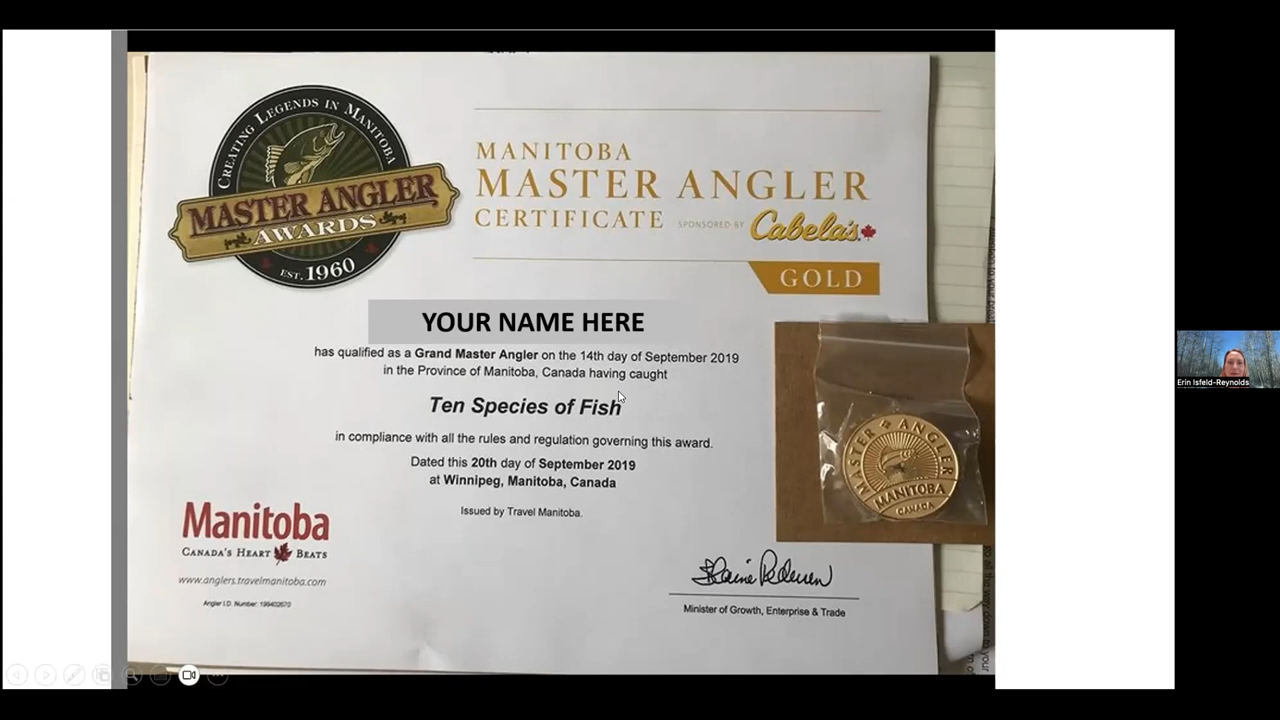 CREATING LEGENDS IN MANITOBA
MASTER ANGLER
AWARDS
EST. 1960
MANITOBA
MASTER ANGLER
CERTIFICATE SPONSORED BY Cabela's
GOLD
YOUR NAME HERE
has qualified as a Grand Master Angler on the 14th day of September 2019
in the Province of Manitoba, Canada having caught
Ten Species of Fish
in compliance with all the rules and regulation governing this award.
Dated this 20th day of September 2019
at Winnipeg, Manitoba, Canada
Issued by Travel Manitoba.
MASTER ANGLER
MANITOBA
CANADA
Manitoba
CANADA'S HEART BEATS
www.anglers.travelmanitoba.com
Minister of Growth, Enterprise & Trade
Erin Isfeld-Reynolds